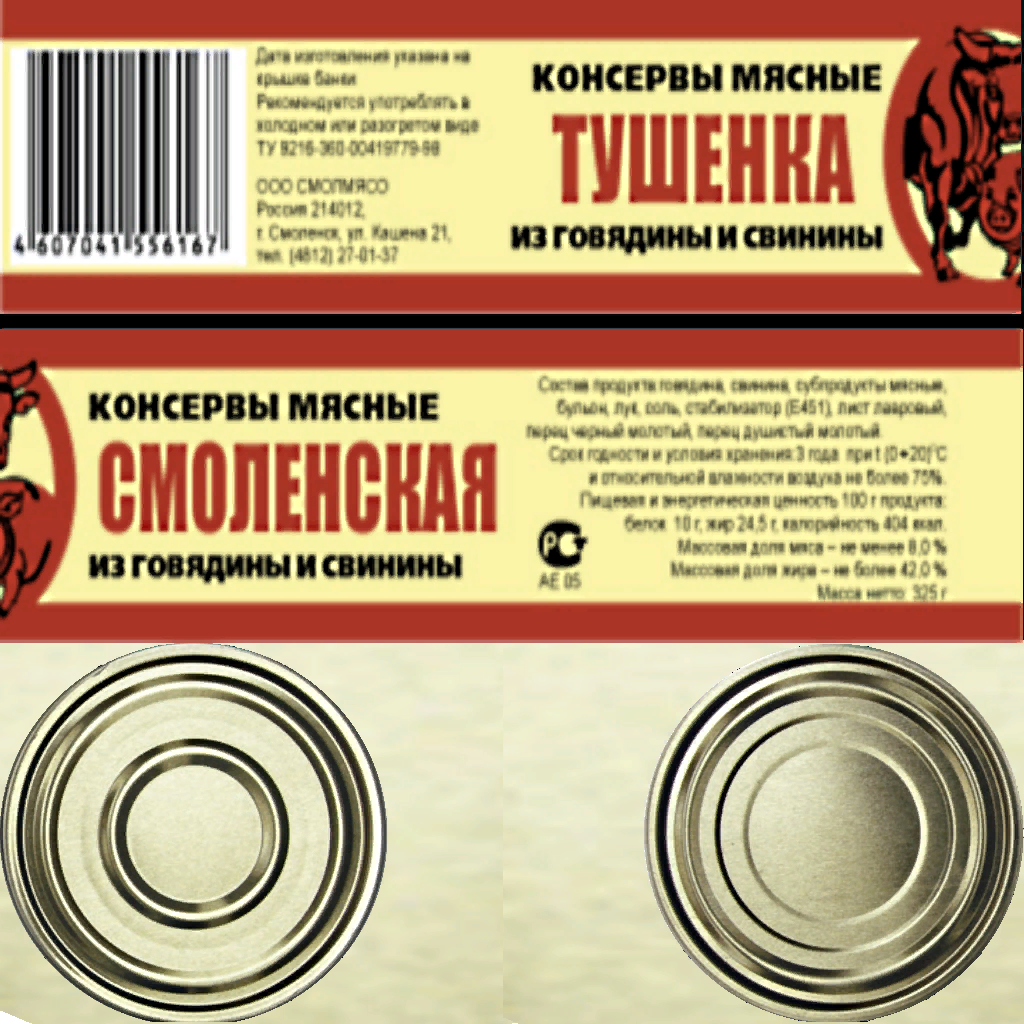 Дата изготовления указана на
крышке банки
Рекомендуется употреблять в
холодном или разогретом виде
ТУ 9216-360-00419779-98
ООО СМОЛМЯСО
Россия 214012,
г. Смоленск, ул. Кашена 21,
тел. (4812) 27-01-37
4 607041 556167
КОНСЕРВЫ МЯСНЫЕ
ТУШЕНКА
ИЗ ГОВЯДИНЫ И СВИНИНЫ
КОНСЕРВЫ МЯСНЫЕ
СМОЛЕНСКАЯ
ИЗ ГОВЯДИНЫ И СВИНИНЫ
Состав продукта: говядина, свинина, субпродукты мясные,
бульон, лук, соль, стабилизатор (Е451), лист лавровый,
перец черный молотый, перец душистый молотый.
Срок годности и условия хранения:3 года при t (0+20)°C
и относительной влажности воздуха не более 75%.
Пищевая и энергетическая ценность 100 г продукта:
белок 10 г, жир 24,5 г, калорийность 404 ккал.
Массовая доля мяса – не менее 8,0 %
Массовая доля жира – не более 42,0 %
Масса нетто: 325 г
РСТ
АЕ 05